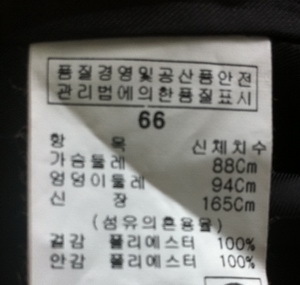 품질경영및공산품안전
관리법에의한품질표시
66
항 목 신체치수
가슴둘레 88Cm
엉덩이둘레 94Cm
신 장 165Cm
(섬유의혼용율)
겉감 폴리에스터 100%
안감 폴리에스터 100%